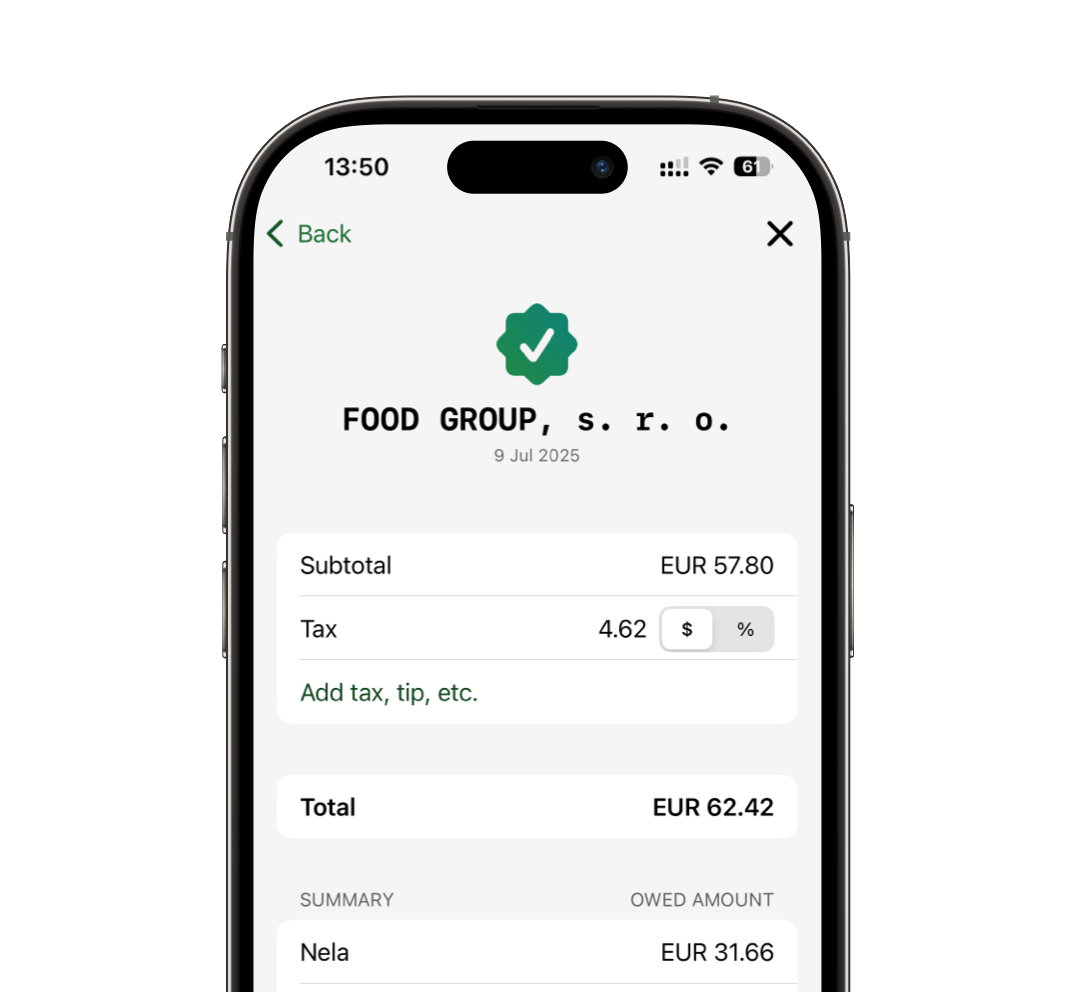 13:50 61
Back
FOOD GROUP, s. r. o.
9 Jul 2025
Subtotal EUR 57.80
Tax 4.62 $ %
Add tax, tip, etc.
Total EUR 62.42
SUMMARY OWED AMOUNT
Nela EUR 31.66